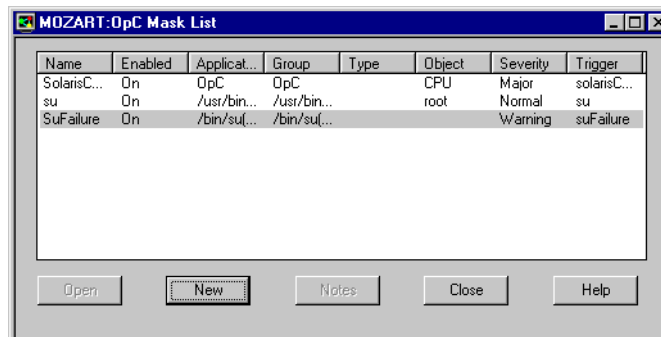 MOZART:OpC Mask List
Name Enabled Applicat... Group Type Object Severity Trigger
SolarisC... On OpC OpC CPU Major solarisC...
su On /usr/bin... /usr/bin... root Normal su
SuFailure On /bin/su(... /bin/su(... Warning suFailure
Open New Notes Close Help